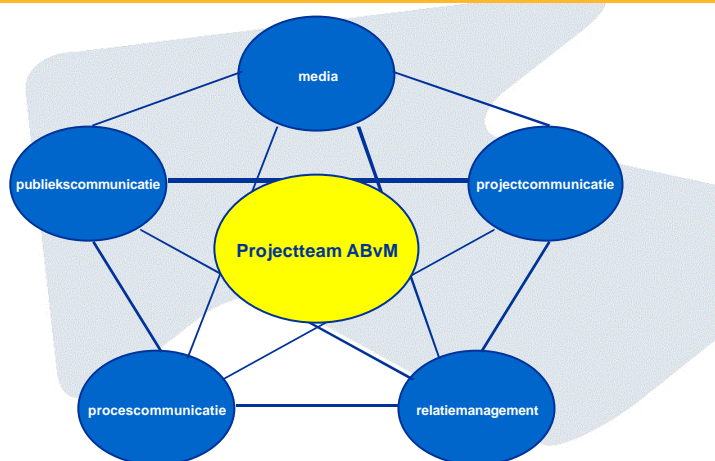 media
publiekscommunicatie
projectcommunicatie
Projectteam ABvM
procescommunicatie
relatiemanagement